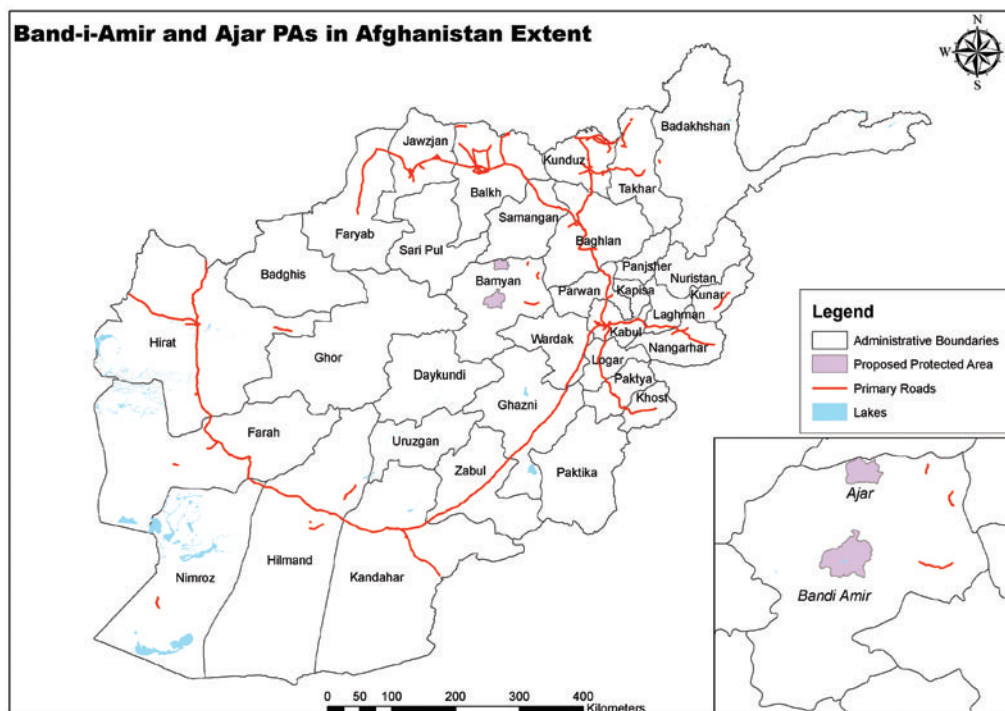 Band-i-Amir and Ajar PAs in Afghanistan Extent
N
W
E
S
Badakhshan
Jawzjan
Kunduz
Takhar
Balkh
Samangan
Faryab
Sari Pul
Baghlan
Badghis
Panjsher
Nuristan
Bamyan
Parwan
Kapisa
Kunar
Laghman
Hirat
Wardak
Kabul
Nangarhar
Ghor
Logar
Daykundi
Paktya
Ghazni
Khost
Farah
Uruzgan
Zabul
Paktika
Nimroz
Hilmand
Kandahar
Legend
Administrative Boundaries
Proposed Protected Area
Primary Roads
Lakes
Ajar
Bandi Amir
0 50 100 200 300 400
Kilometers